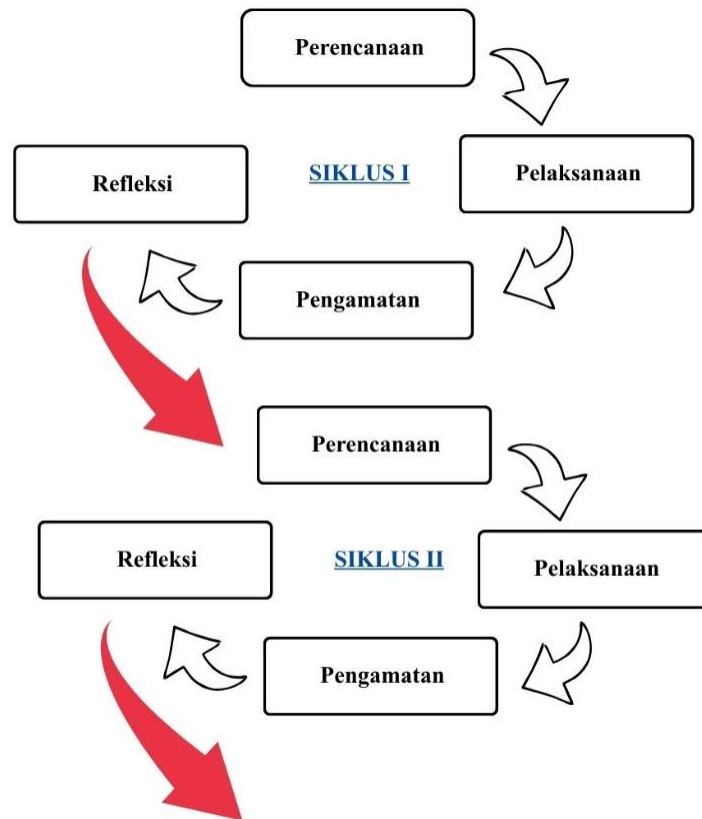 Perencanaan
SIKLUS I
Pelaksanaan
Refleksi
Pengamatan
Perencanaan
SIKLUS II
Pelaksanaan
Refleksi
Pengamatan